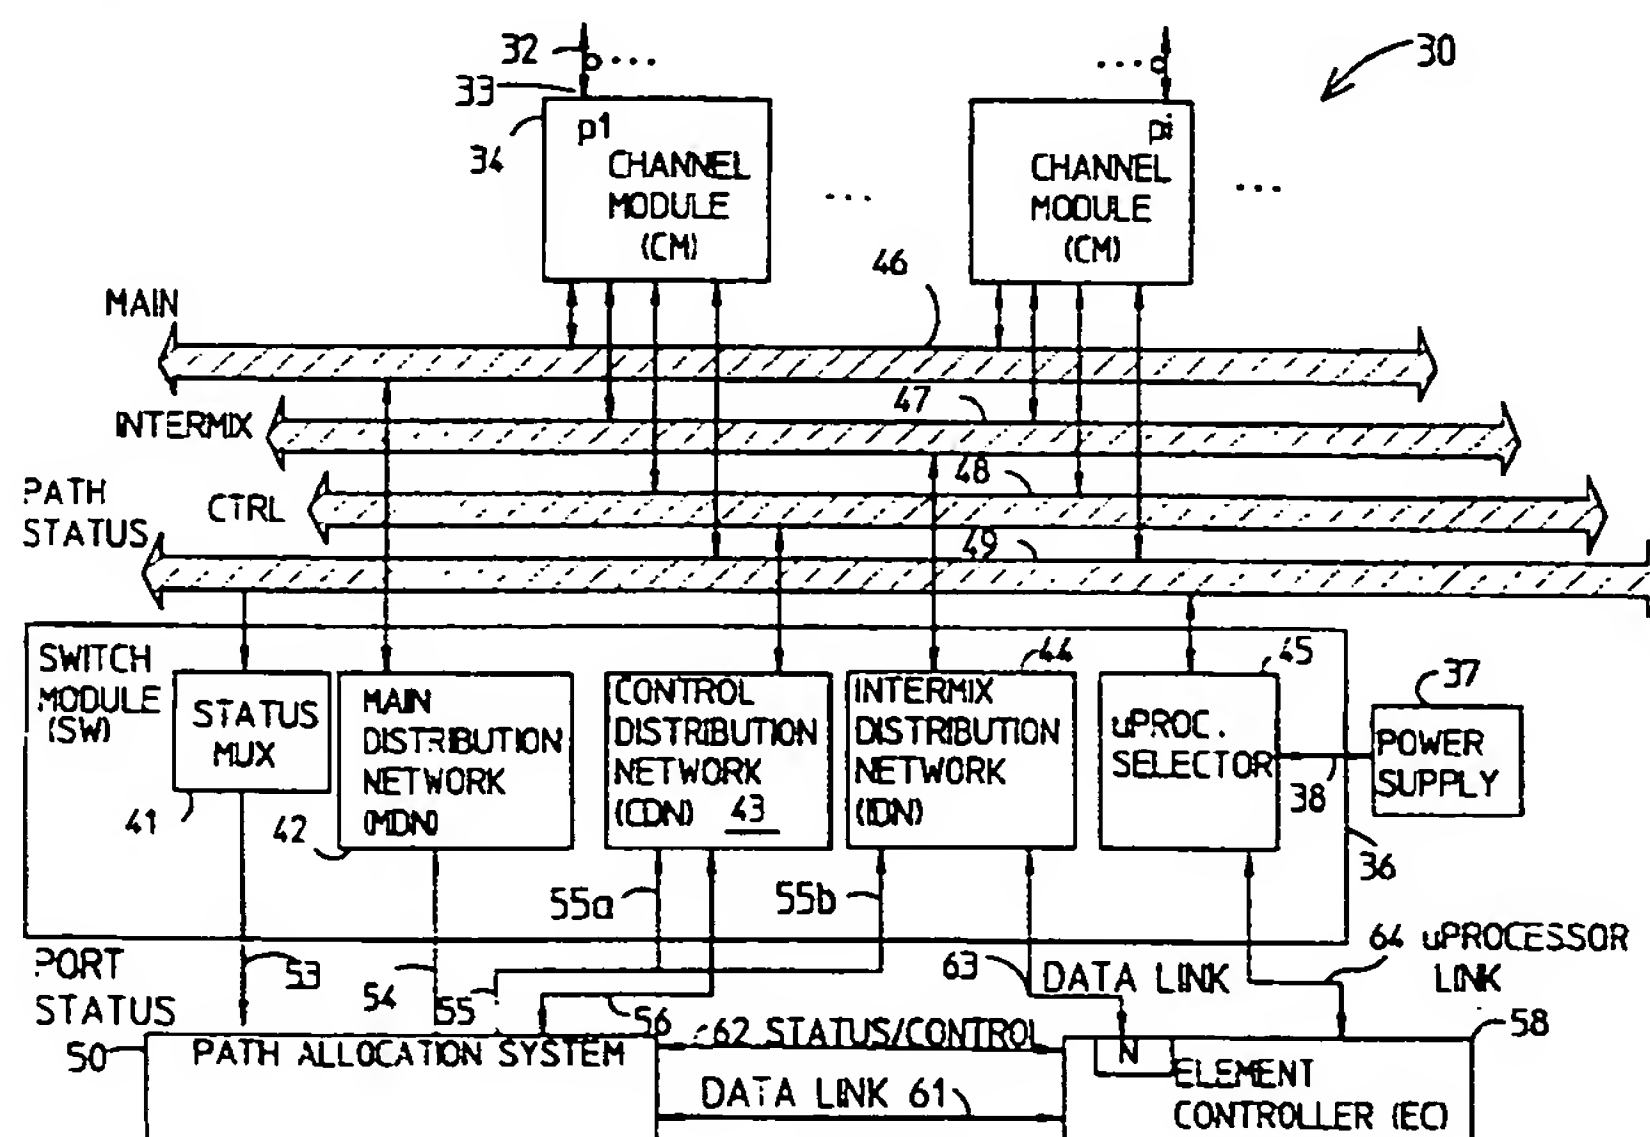 32
30
33
p1
pi
34
CHANNEL
MODULE
(CM)
CHANNEL
MODULE
(CM)
46
MAIN
47
INTERMIX
48
PATH
STATUS
CTRL
49
SWITCH
MODULE
(SW)
44
45
37
STATUS
MUX
MAIN
DISTRIBUTION
NETWORK
(MDN)
CONTROL
DISTRIBUTION
NETWORK
(CDN) 43
INTERMIX
DISTRIBUTION
NETWORK
(IDN)
uPROC.
SELECTOR
POWER
SUPPLY
38
41
42
36
55a
55b
PORT
STATUS
53
54
55
56
63
DATA LINK
64 uPROCESSOR
LINK
50
PATH ALLOCATION SYSTEM
62 STATUS/CONTROL
58
N
ELEMENT
CONTROLLER (EC)
DATA LINK 61